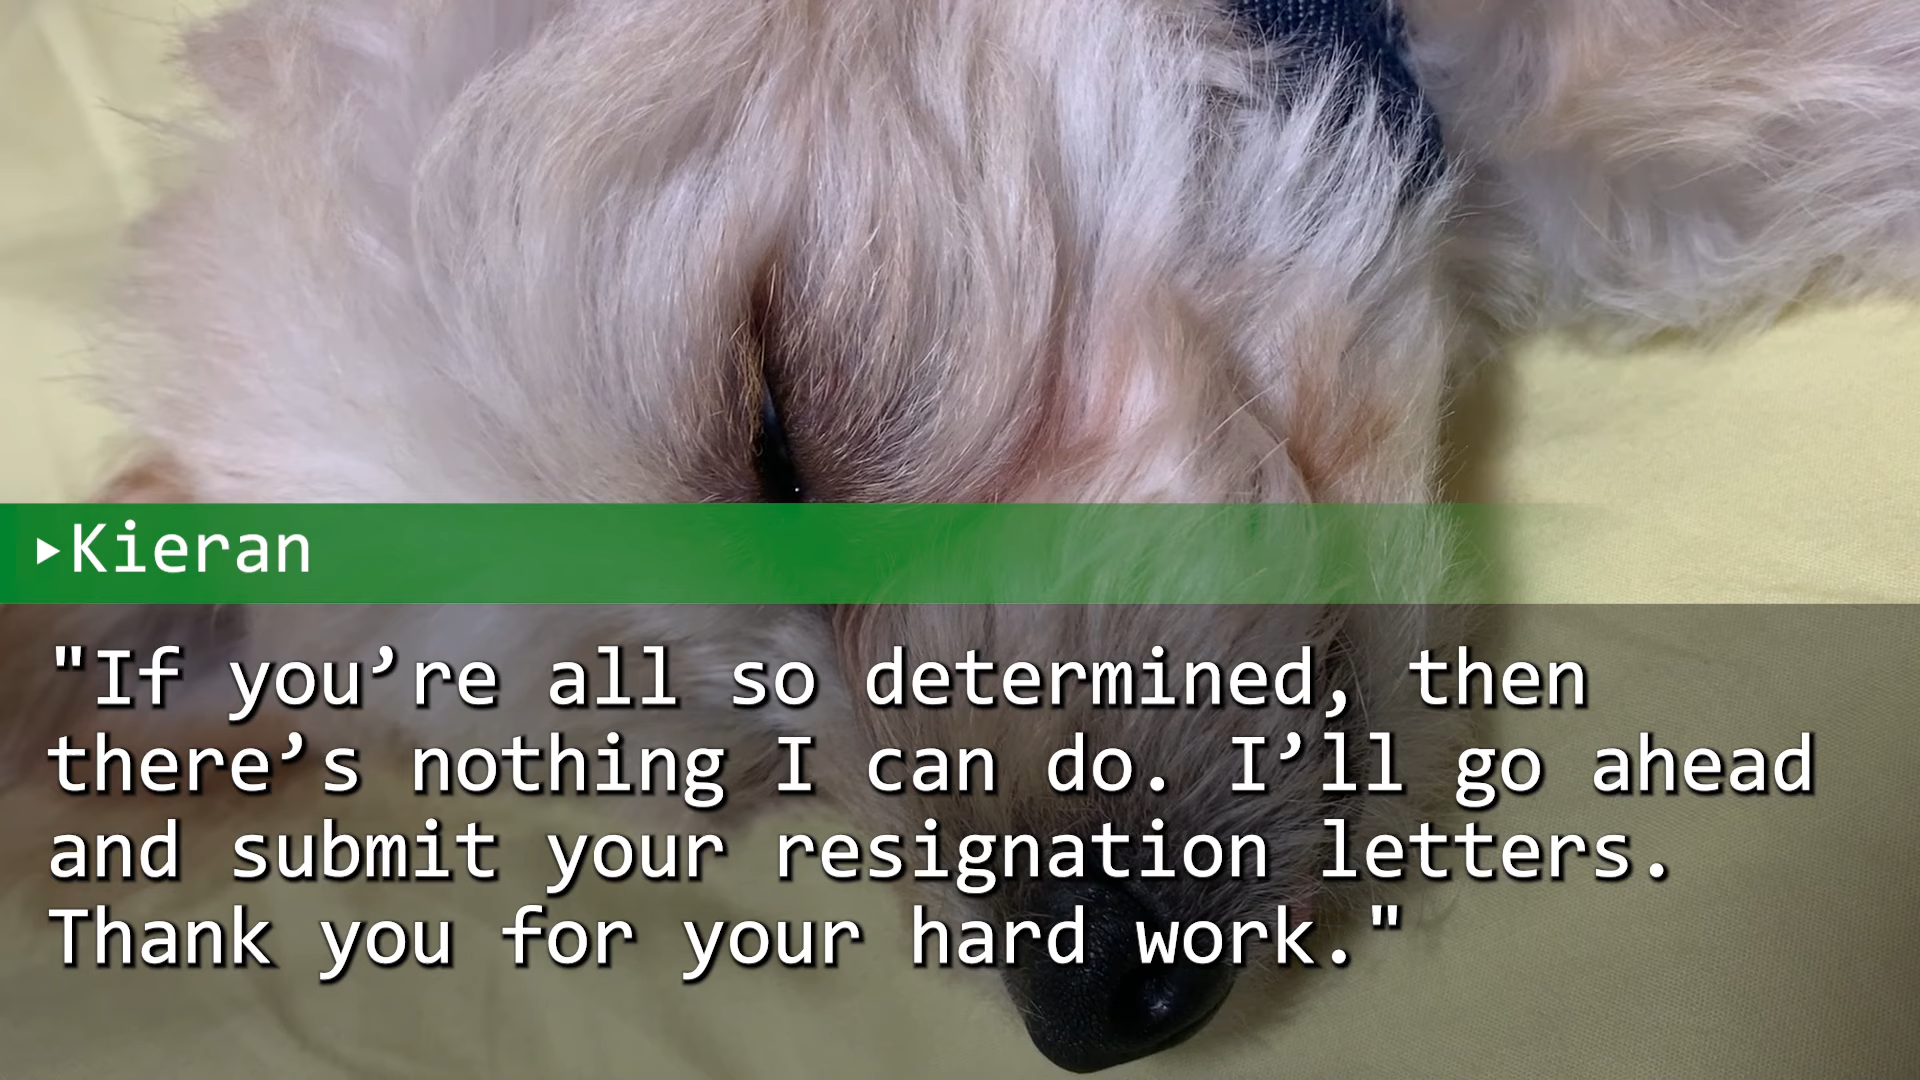 ▶Kieran
"If you’re all so determined, then
there’s nothing I can do. I’ll go ahead
and submit your resignation letters.
Thank you for your hard work."